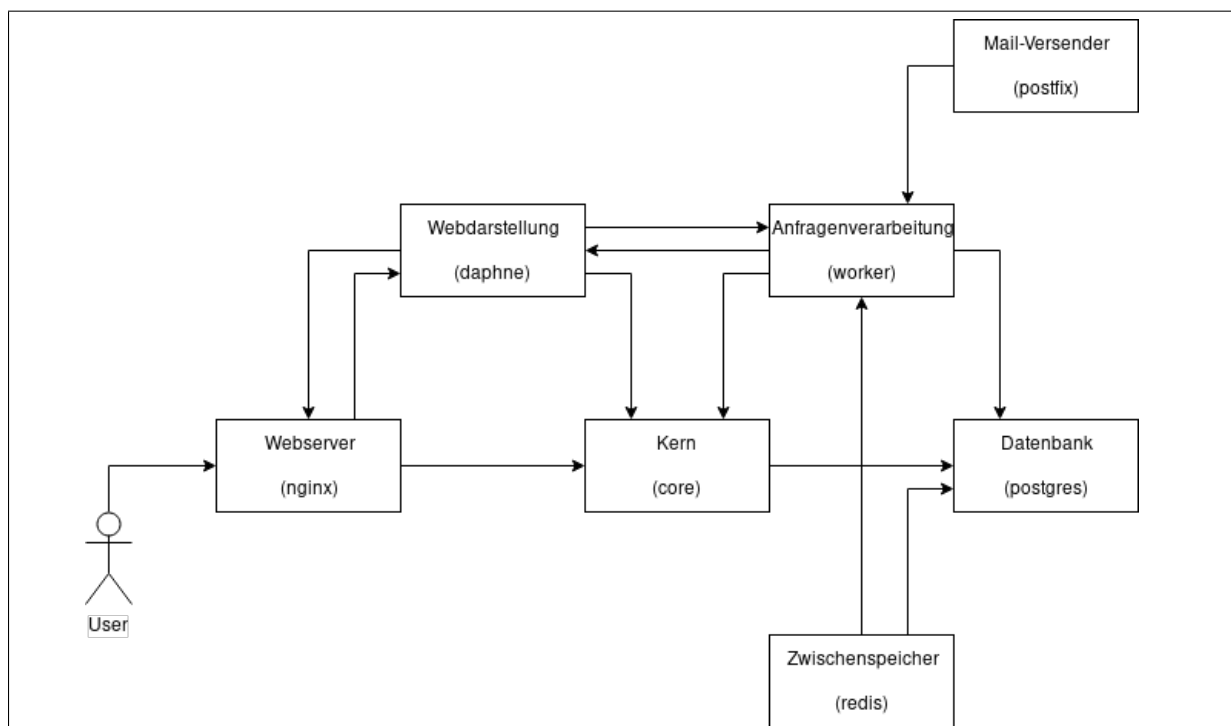 Mail-Versender
(postfix)
Webdarstellung
(daphne)
Anfragenverarbeitung
(worker)
Webserver
(nginx)
Kern
(core)
Datenbank
(postgres)
User
Zwischenspeicher
(redis)